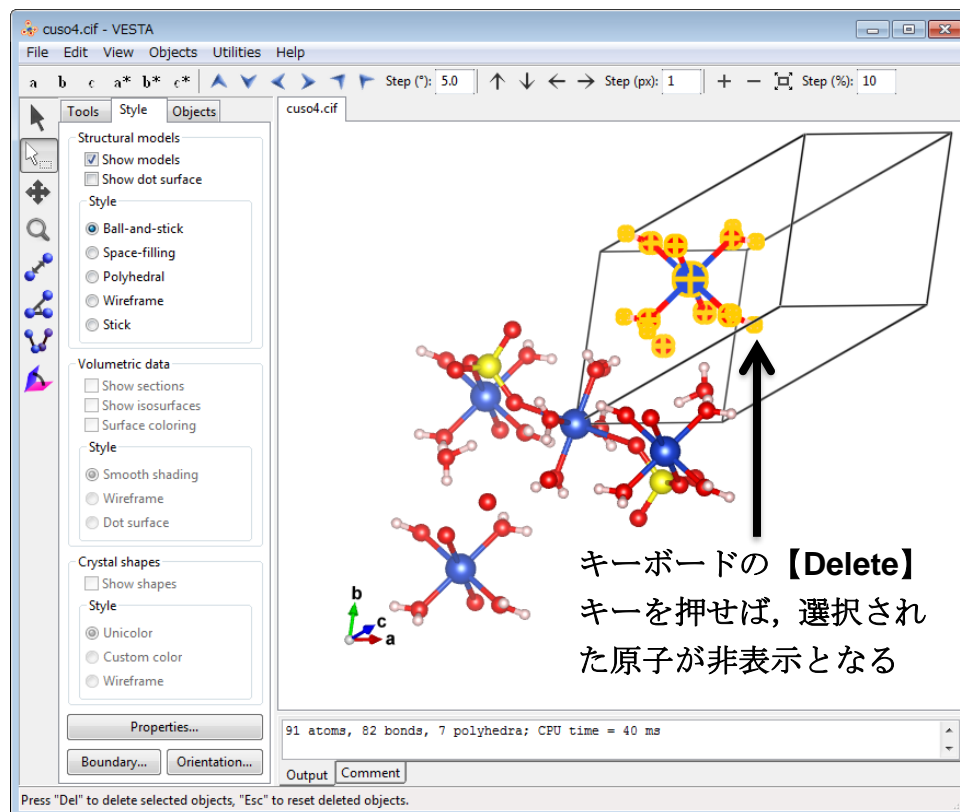 cuso4.cif - VESTA
File Edit View Objects Utilities Help
a b c a* b* c* Step (°): 5.0 Step (px): 1 Step (%): 10
Tools Style Objects
cuso4.cif
Structural models
Show models
Show dot surface
Style
Ball-and-stick
Space-filling
Polyhedral
Wireframe
Stick
Volumetric data
Show sections
Show isosurfaces
Surface coloring
Style
Smooth shading
Wireframe
Dot surface
Crystal shapes
Show shapes
Style
Unicolor
Custom color
Wireframe
Properties...
Boundary... Orientation...
b
c
a
キーボードの【Delete】
キーを押せば, 選択され
た原子が非表示となる
91 atoms, 82 bonds, 7 polyhedra; CPU time = 40 ms
Output Comment
Press "Del" to delete selected objects, "Esc" to reset deleted objects.